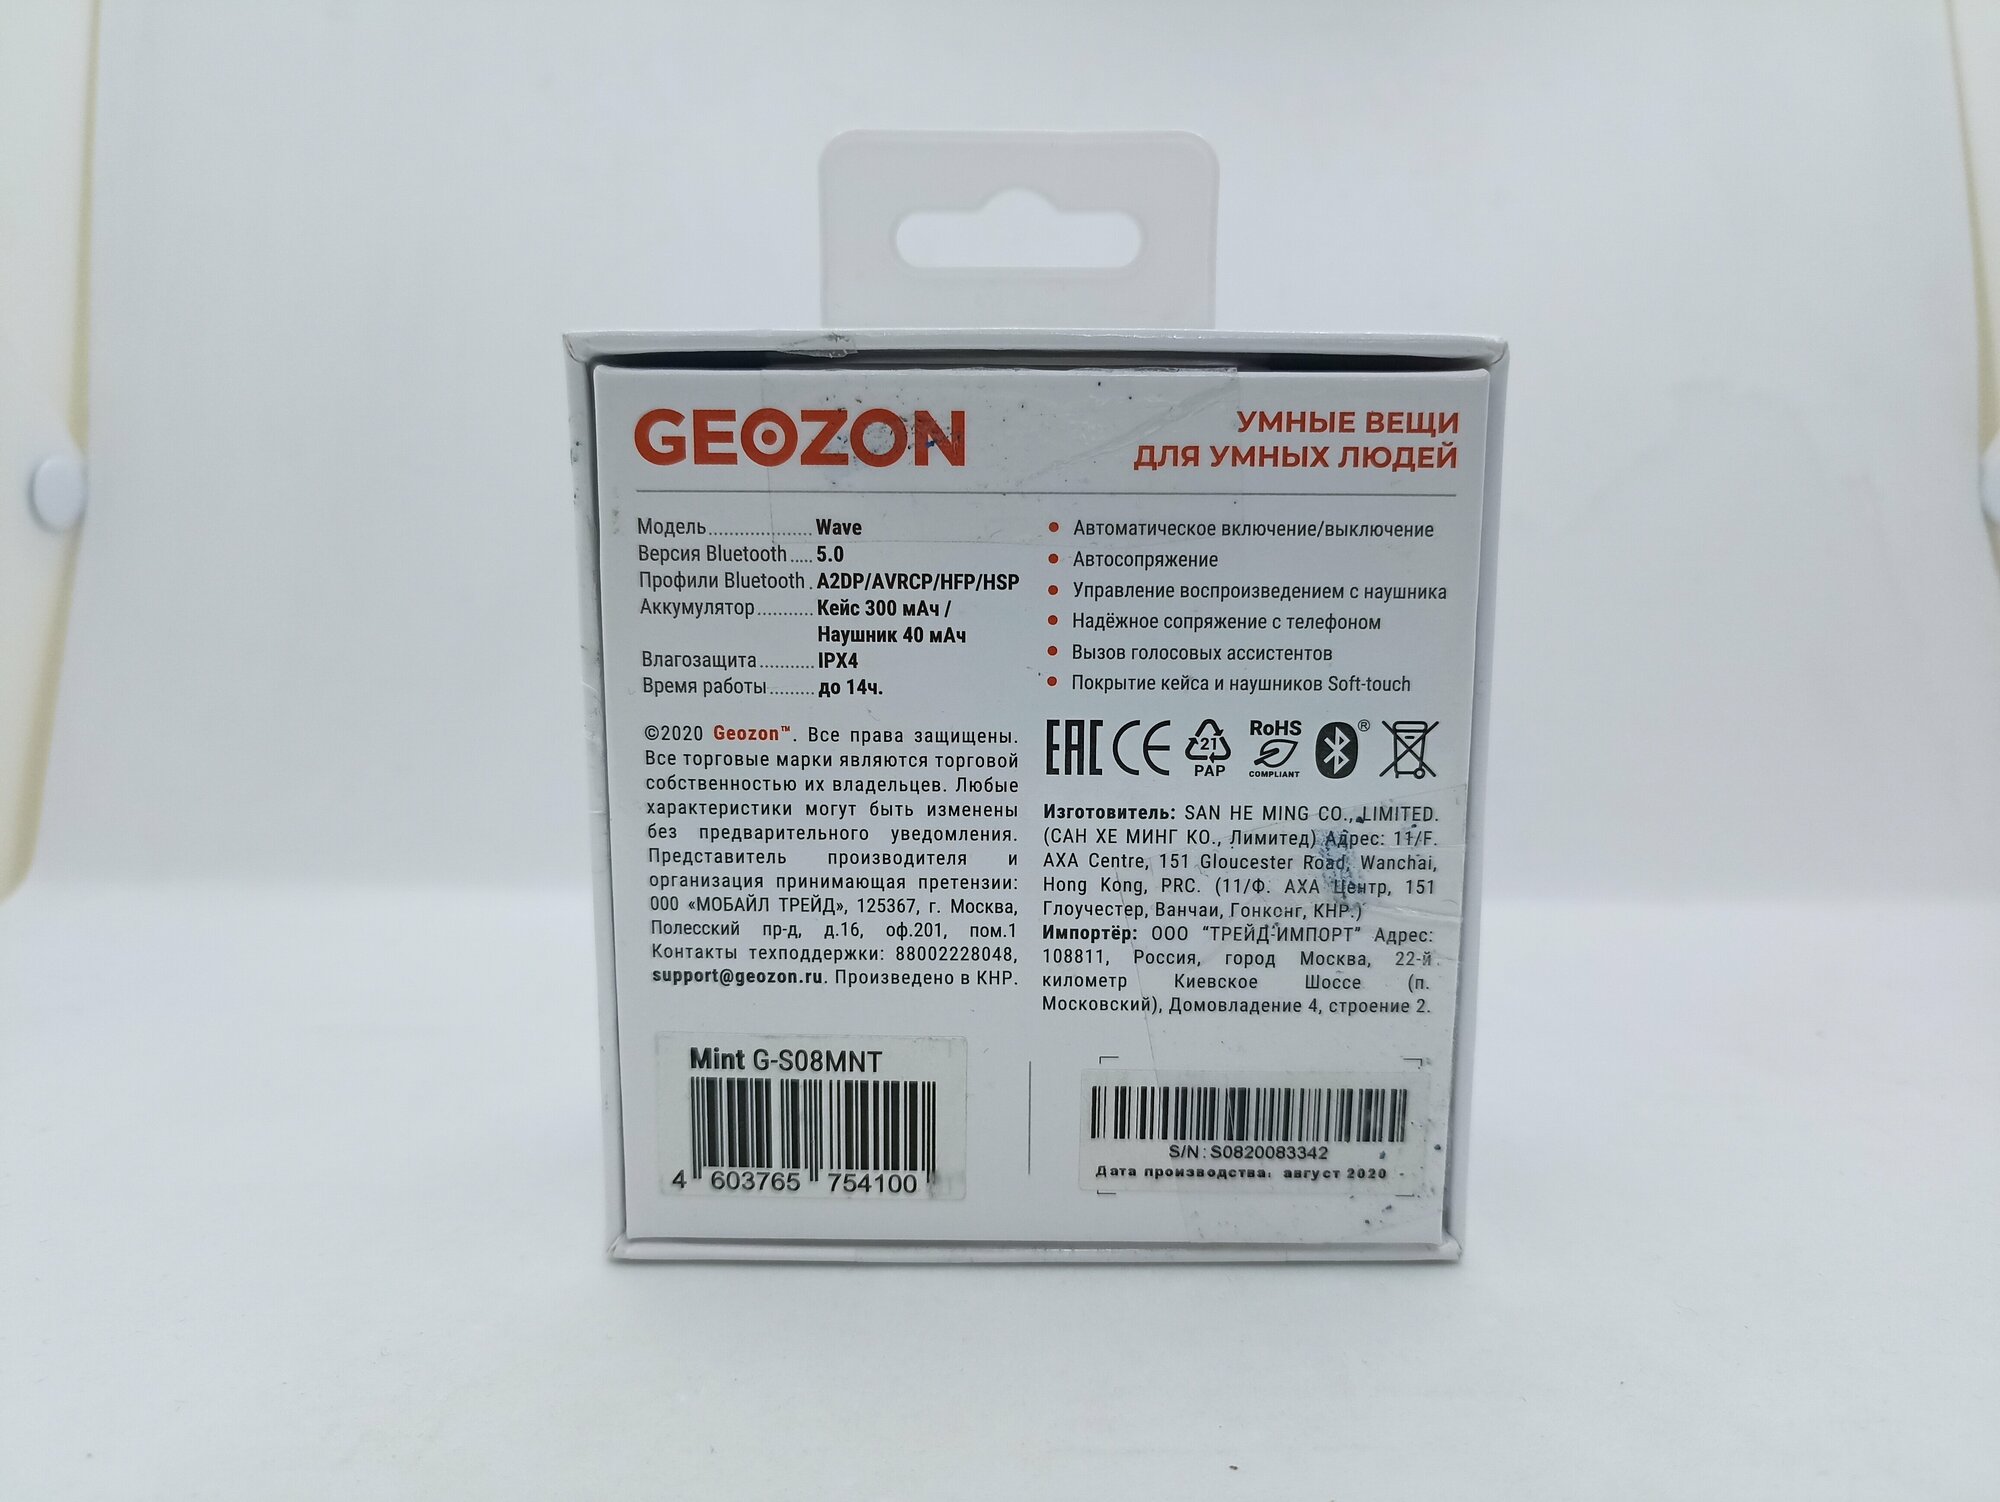 GEOZON
УМНЫЕ ВЕЩИ
ДЛЯ УМНЫХ ЛЮДЕЙ
Модель.................... Wave
Версия Bluetooth..... 5.0
Профили Bluetooth. A2DP/AVRCP/HFP/HSP
Аккумулятор........... Кейс 300 мАч /
Наушник 40 мАч
Влагозащита........... IPX4
Время работы......... до 14ч.
• Автоматическое включение/выключение
• Автосопряжение
• Управление воспроизведением с наушника
• Надёжное сопряжение с телефоном
• Вызов голосовых ассистентов
• Покрытие кейса и наушников Soft-touch
©2020 Geozon™. Все права защищены.
Все торговые марки являются торговой
собственностью их владельцев. Любые
характеристики могут быть изменены
без предварительного уведомления.
Представитель производителя и
организация принимающая претензии:
ООО «МОБАЙЛ ТРЕЙД», 125367, г. Москва,
Полесский пр-д, д.16, оф.201, пом.1
Контакты техподдержки: 88002228048,
support@geozon.ru. Произведено в КНР.
EAC CE 21 PAP RoHS COMPLIANT ®
Изготовитель: SAN HE MING CO., LIMITED.
(САН ХЕ МИНГ КО., Лимитед) Адрес: 11/F.
AXA Centre, 151 Gloucester Road, Wanchai,
Hong Kong, PRC. (11/Ф. АХА Центр, 151
Глоучестер, Ванчаи, Гонконг, КНР.)
Импортёр: ООО "ТРЕЙД-ИМПОРТ" Адрес:
108811, Россия, город Москва, 22-й
километр Киевское Шоссе (п.
Московский), Домовладение 4, строение 2.
Mint G-S08MNT
4 603765 754100
S/N: S0820083342
Дата производства: август 2020